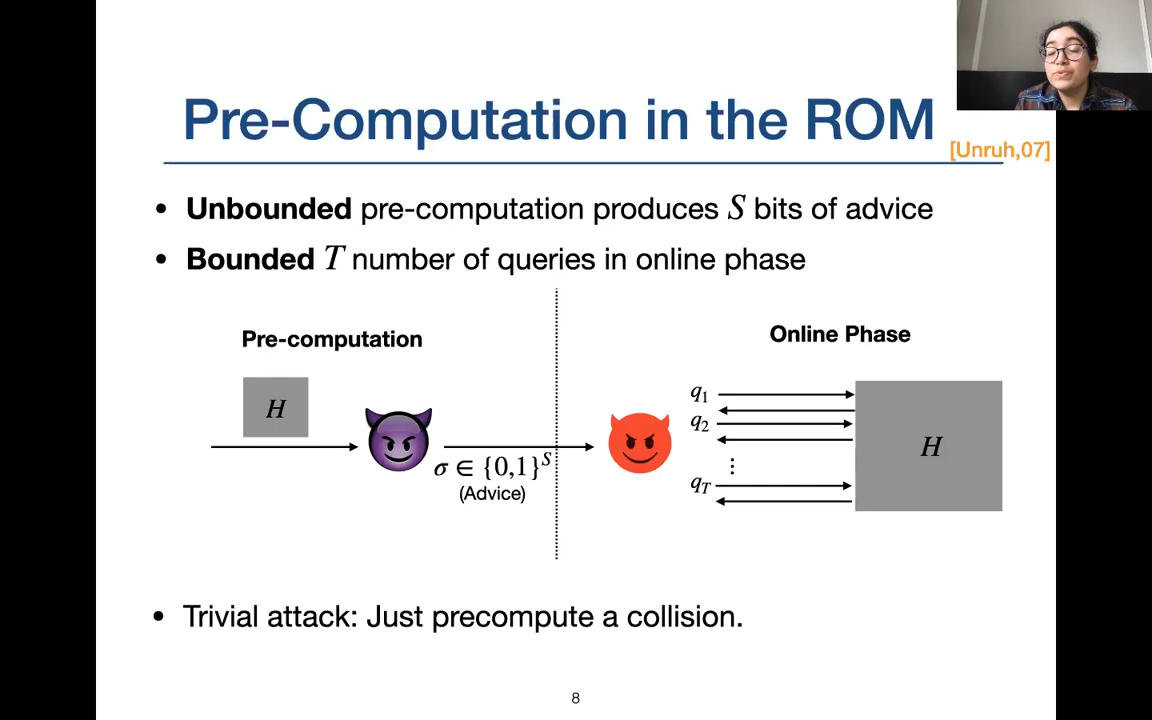 Pre-Computation in the ROM
[Unruh,07]
• Unbounded pre-computation produces S bits of advice
• Bounded T number of queries in online phase
Pre-computation
Online Phase
H
σ ∈ {0,1}^S
(Advice)
q₁
q₂
⋮
q_T
H
• Trivial attack: Just precompute a collision.
8